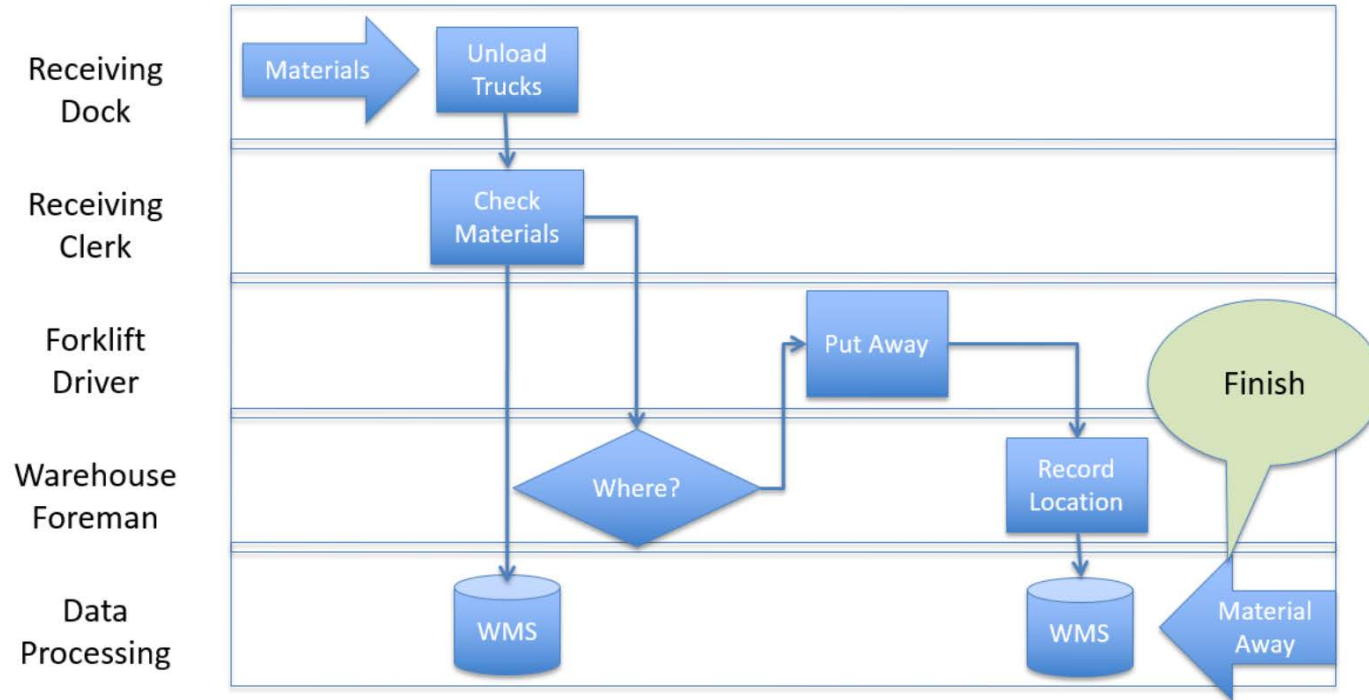 Receiving
Dock
Materials
Unload
Trucks
Receiving
Clerk
Check
Materials
Forklift
Driver
Put Away
Finish
Warehouse
Foreman
Where?
Record
Location
Data
Processing
WMS
WMS
Material
Away